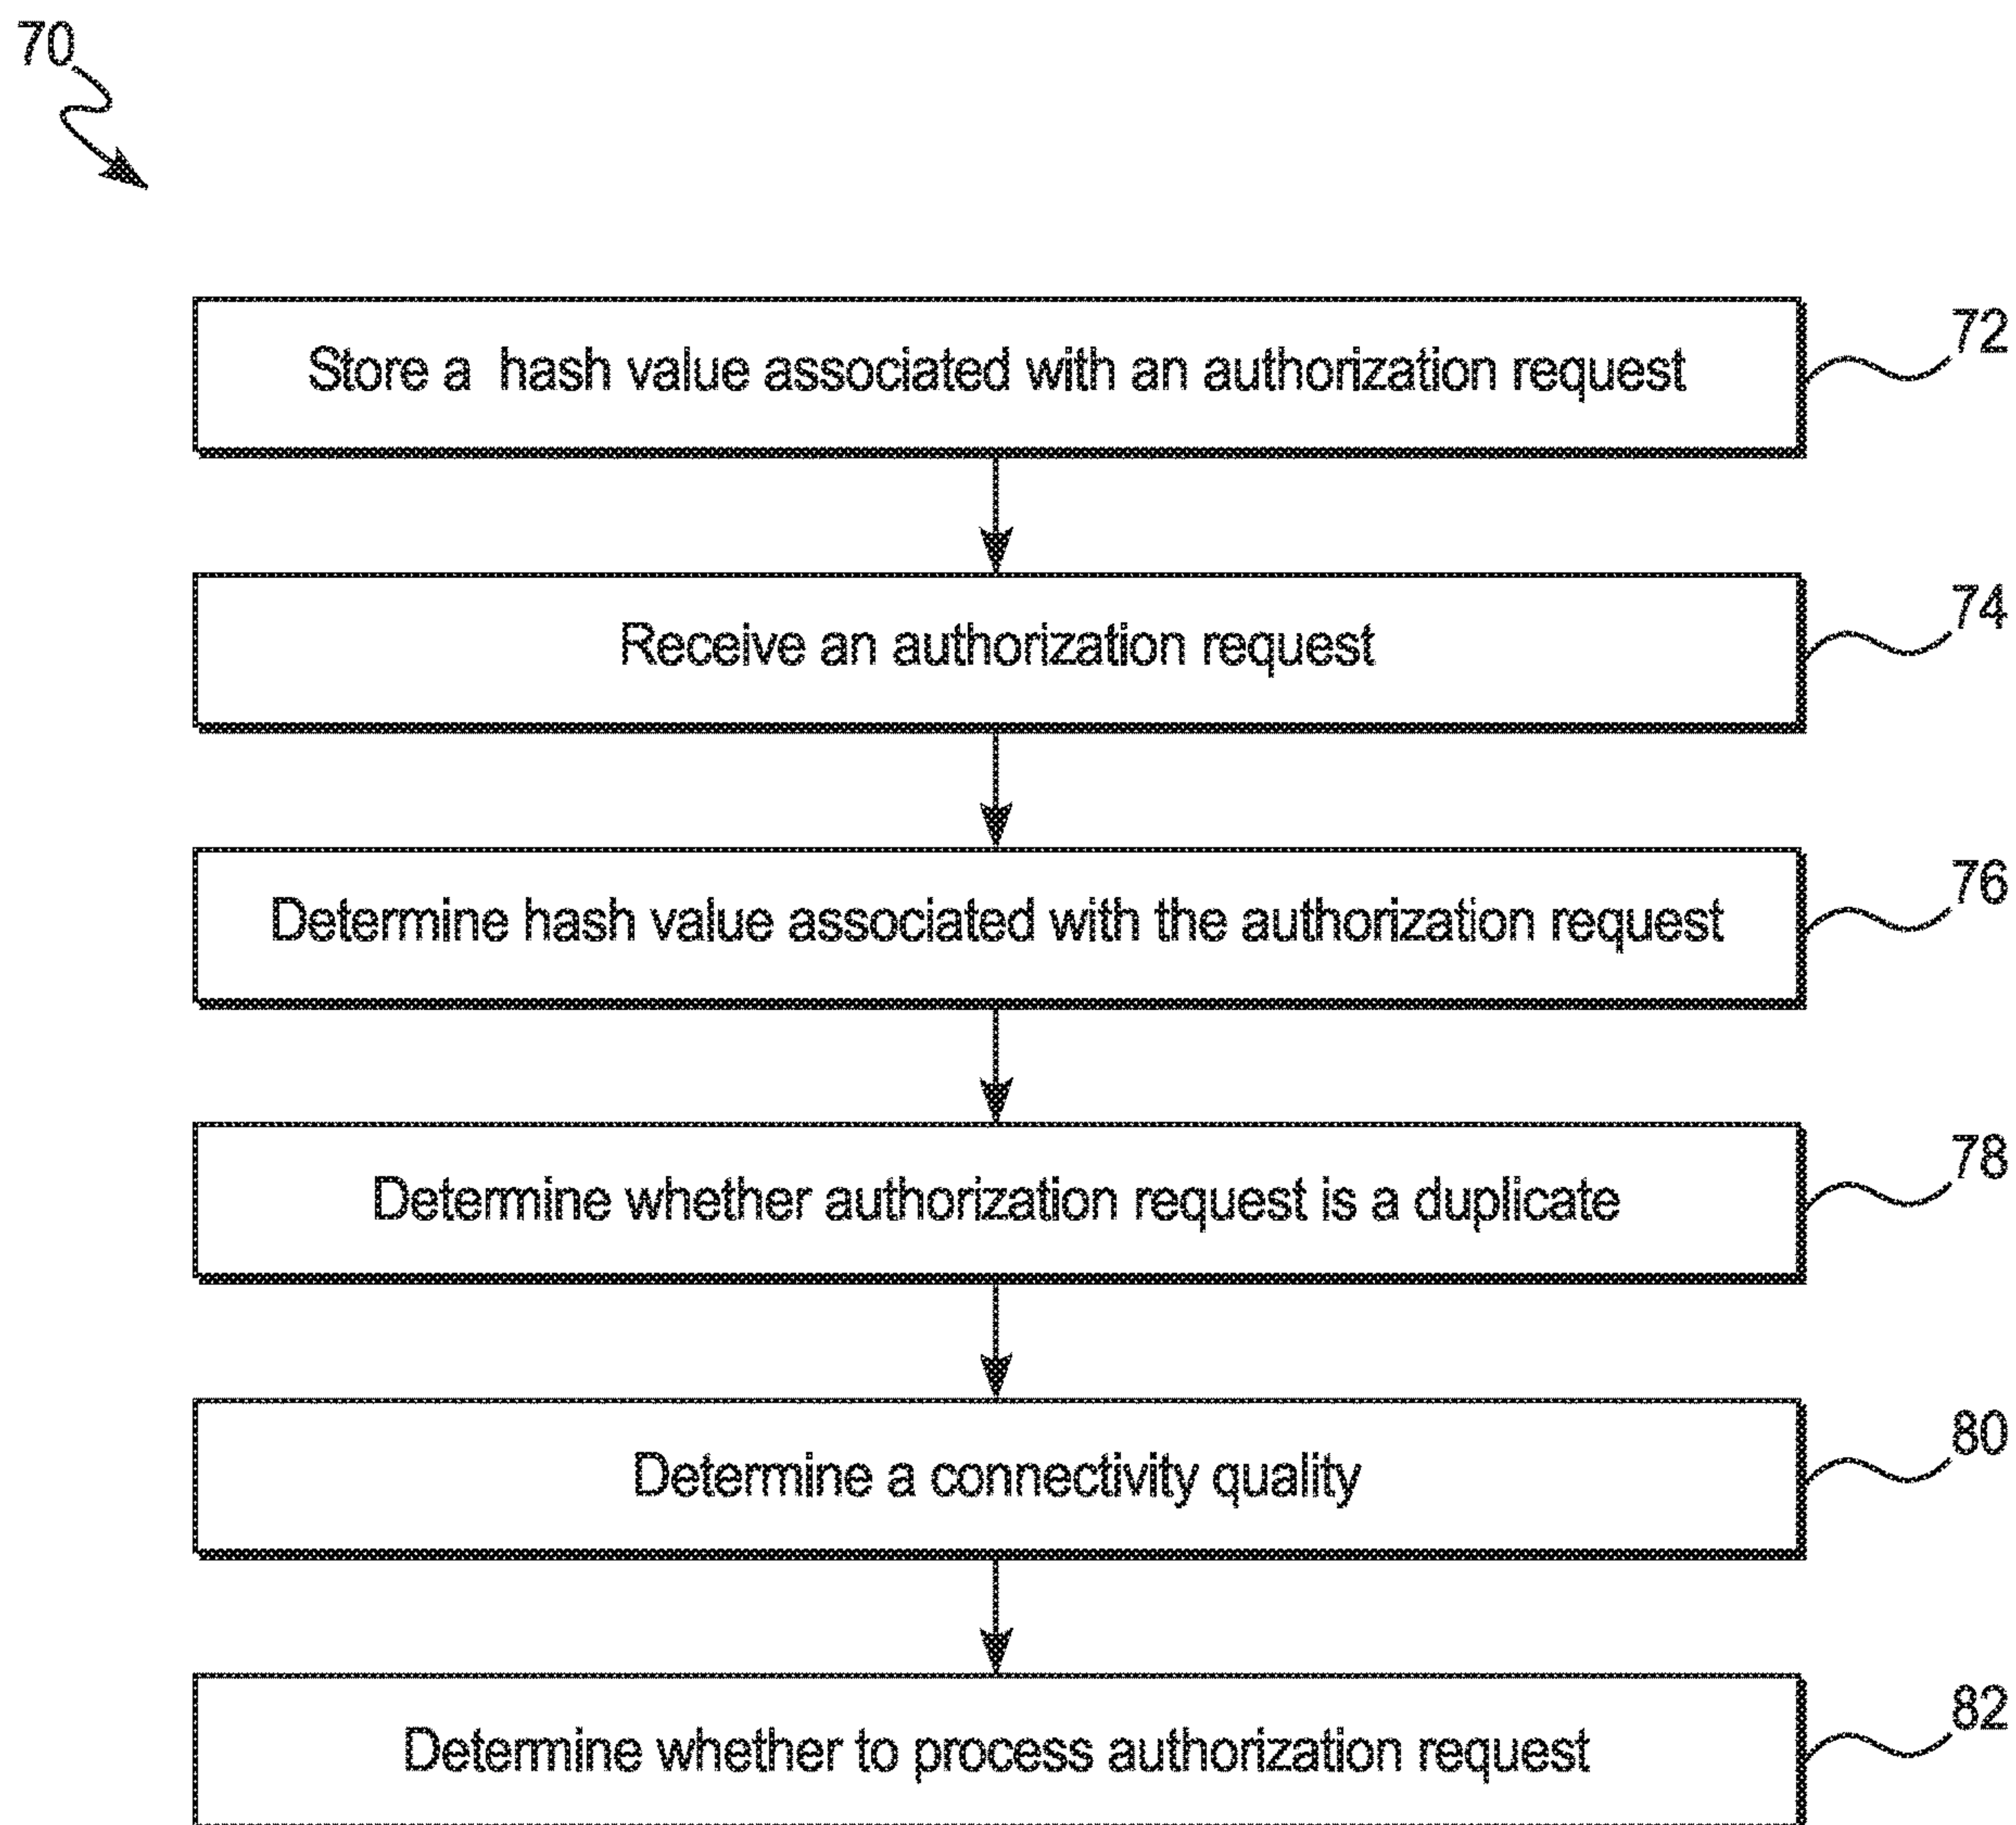 70
Store a hash value associated with an authorization request
72
Receive an authorization request
74
Determine hash value associated with the authorization request
76
Determine whether authorization request is a duplicate
78
Determine a connectivity quality
80
Determine whether to process authorization request
82